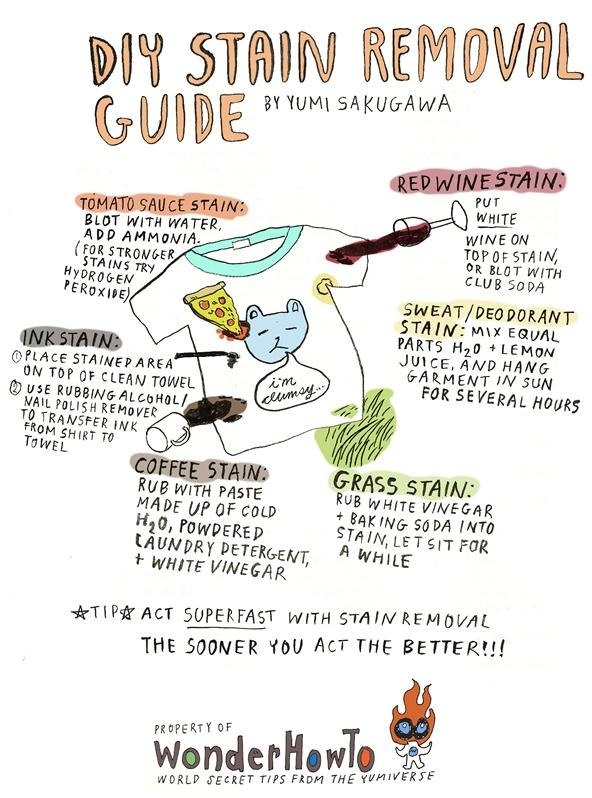 DIY STAIN REMOVAL
GUIDE BY YUMI SAKUGAWA
TOMATO SAUCE STAIN:
BLOT WITH WATER,
ADD AMMONIA.
(FOR STRONGER
STAINS TRY
HYDROGEN
PEROXIDE)
RED WINE STAIN:
PUT
WHITE
WINE ON
TOP OF STAIN,
OR BLOT WITH
CLUB SODA
SWEAT/DEODORANT
STAIN: MIX EQUAL
PARTS H2O + LEMON
JUICE, AND HANG
GARMENT IN SUN
FOR SEVERAL HOURS
INK STAIN:
① PLACE STAINED AREA
ON TOP OF CLEAN TOWEL
② USE RUBBING ALCOHOL/
NAIL POLISH REMOVER
TO TRANSFER INK
FROM SHIRT TO
TOWEL
i'm
clumsy...
COFFEE STAIN:
RUB WITH PASTE
MADE UP OF COLD
H2O, POWDERED
LAUNDRY DETERGENT,
+ WHITE VINEGAR
GRASS STAIN:
RUB WHITE VINEGAR
+ BAKING SODA INTO
STAIN, LET SIT FOR
A WHILE
☆TIP☆ ACT SUPERFAST WITH STAIN REMOVAL
THE SOONER YOU ACT THE BETTER!!!
PROPERTY OF
WonderHowTo
WORLD SECRET TIPS FROM THE YUMIVERSE